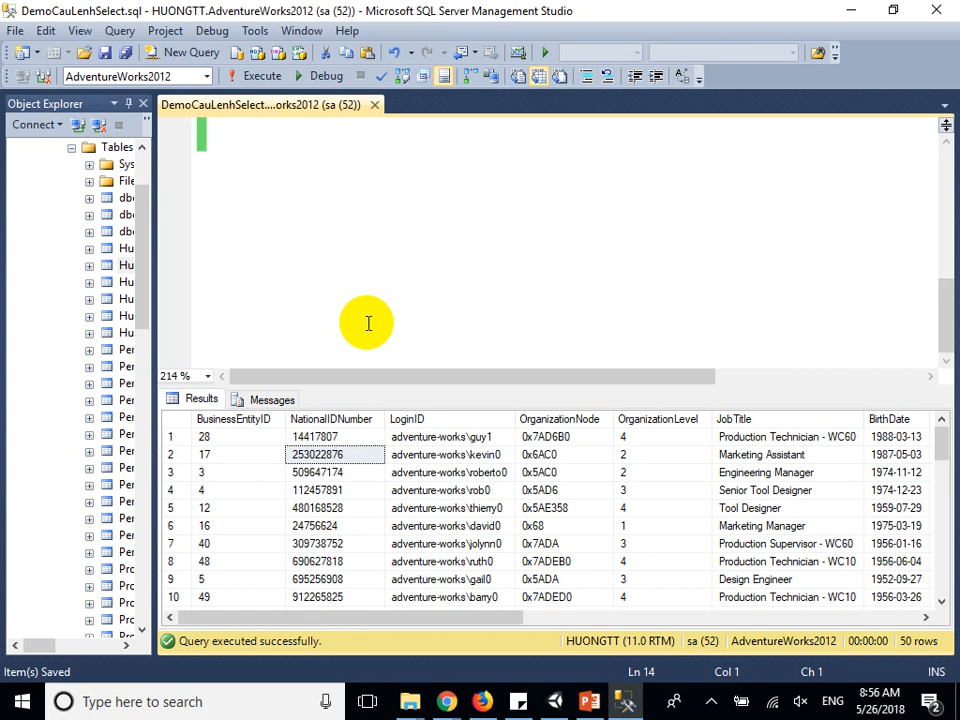 DemoCauLenhSelect.sql - HUONGTT.AdventureWorks2012 (sa (52))* - Microsoft SQL Server Management Studio
File Edit View Query Project Debug Tools Window Help
New Query
AdventureWorks2012 Execute Debug
Object Explorer
DemoCauLenhSelect....orks2012 (sa (52))
Connect
Tables
Sys
File
dbo
dbo
dbo
Hu
Hu
Hu
Hu
Hu
Hu
Per
Per
Per
Per
Per
Per
Per
Per
Per
Per
Per
Per
Per
Pro
Pro
Pro
Pro
214 %
Results Messages
BusinessEntityID NationalIDNumber LoginID OrganizationNode OrganizationLevel JobTitle BirthDate
1 28 14417807 adventure-works\guy1 0x7AD6B0 4 Production Technician - WC60 1988-03-13
2 17 253022876 adventure-works\kevin0 0x6AC0 2 Marketing Assistant 1987-05-03
3 3 509647174 adventure-works\roberto0 0x5AC0 2 Engineering Manager 1974-11-12
4 4 112457891 adventure-works\rob0 0x5AD6 3 Senior Tool Designer 1974-12-23
5 12 480168528 adventure-works\thierry0 0x5AE358 4 Tool Designer 1959-07-29
6 16 24756624 adventure-works\david0 0x68 1 Marketing Manager 1975-03-19
7 40 309738752 adventure-works\jolynn0 0x7ADA 3 Production Supervisor - WC60 1956-01-16
8 48 690627818 adventure-works\ruth0 0x7ADEB0 4 Production Technician - WC10 1956-06-04
9 5 695256908 adventure-works\gail0 0x5ADA 3 Design Engineer 1952-09-27
10 49 912265825 adventure-works\barry0 0x7ADED0 4 Production Technician - WC10 1956-03-26
Query executed successfully. HUONGTT (11.0 RTM) sa (52) AdventureWorks2012 00:00:00 50 rows
Item(s) Saved Ln 14 Col 1 Ch 1 INS
Type here to search ENG 8:56 AM
5/26/2018 2